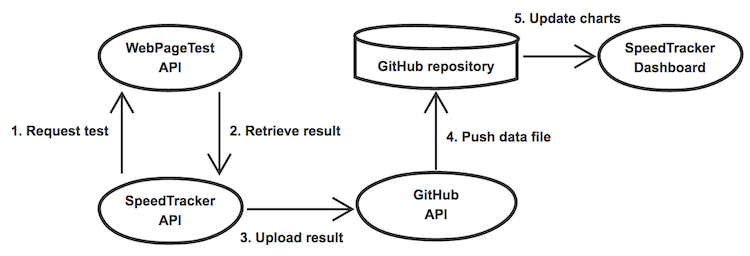 5. Update charts
WebPageTest
API
GitHub repository
SpeedTracker
Dashboard
1. Request test
2. Retrieve result
4. Push data file
SpeedTracker
API
GitHub
API
3. Upload result